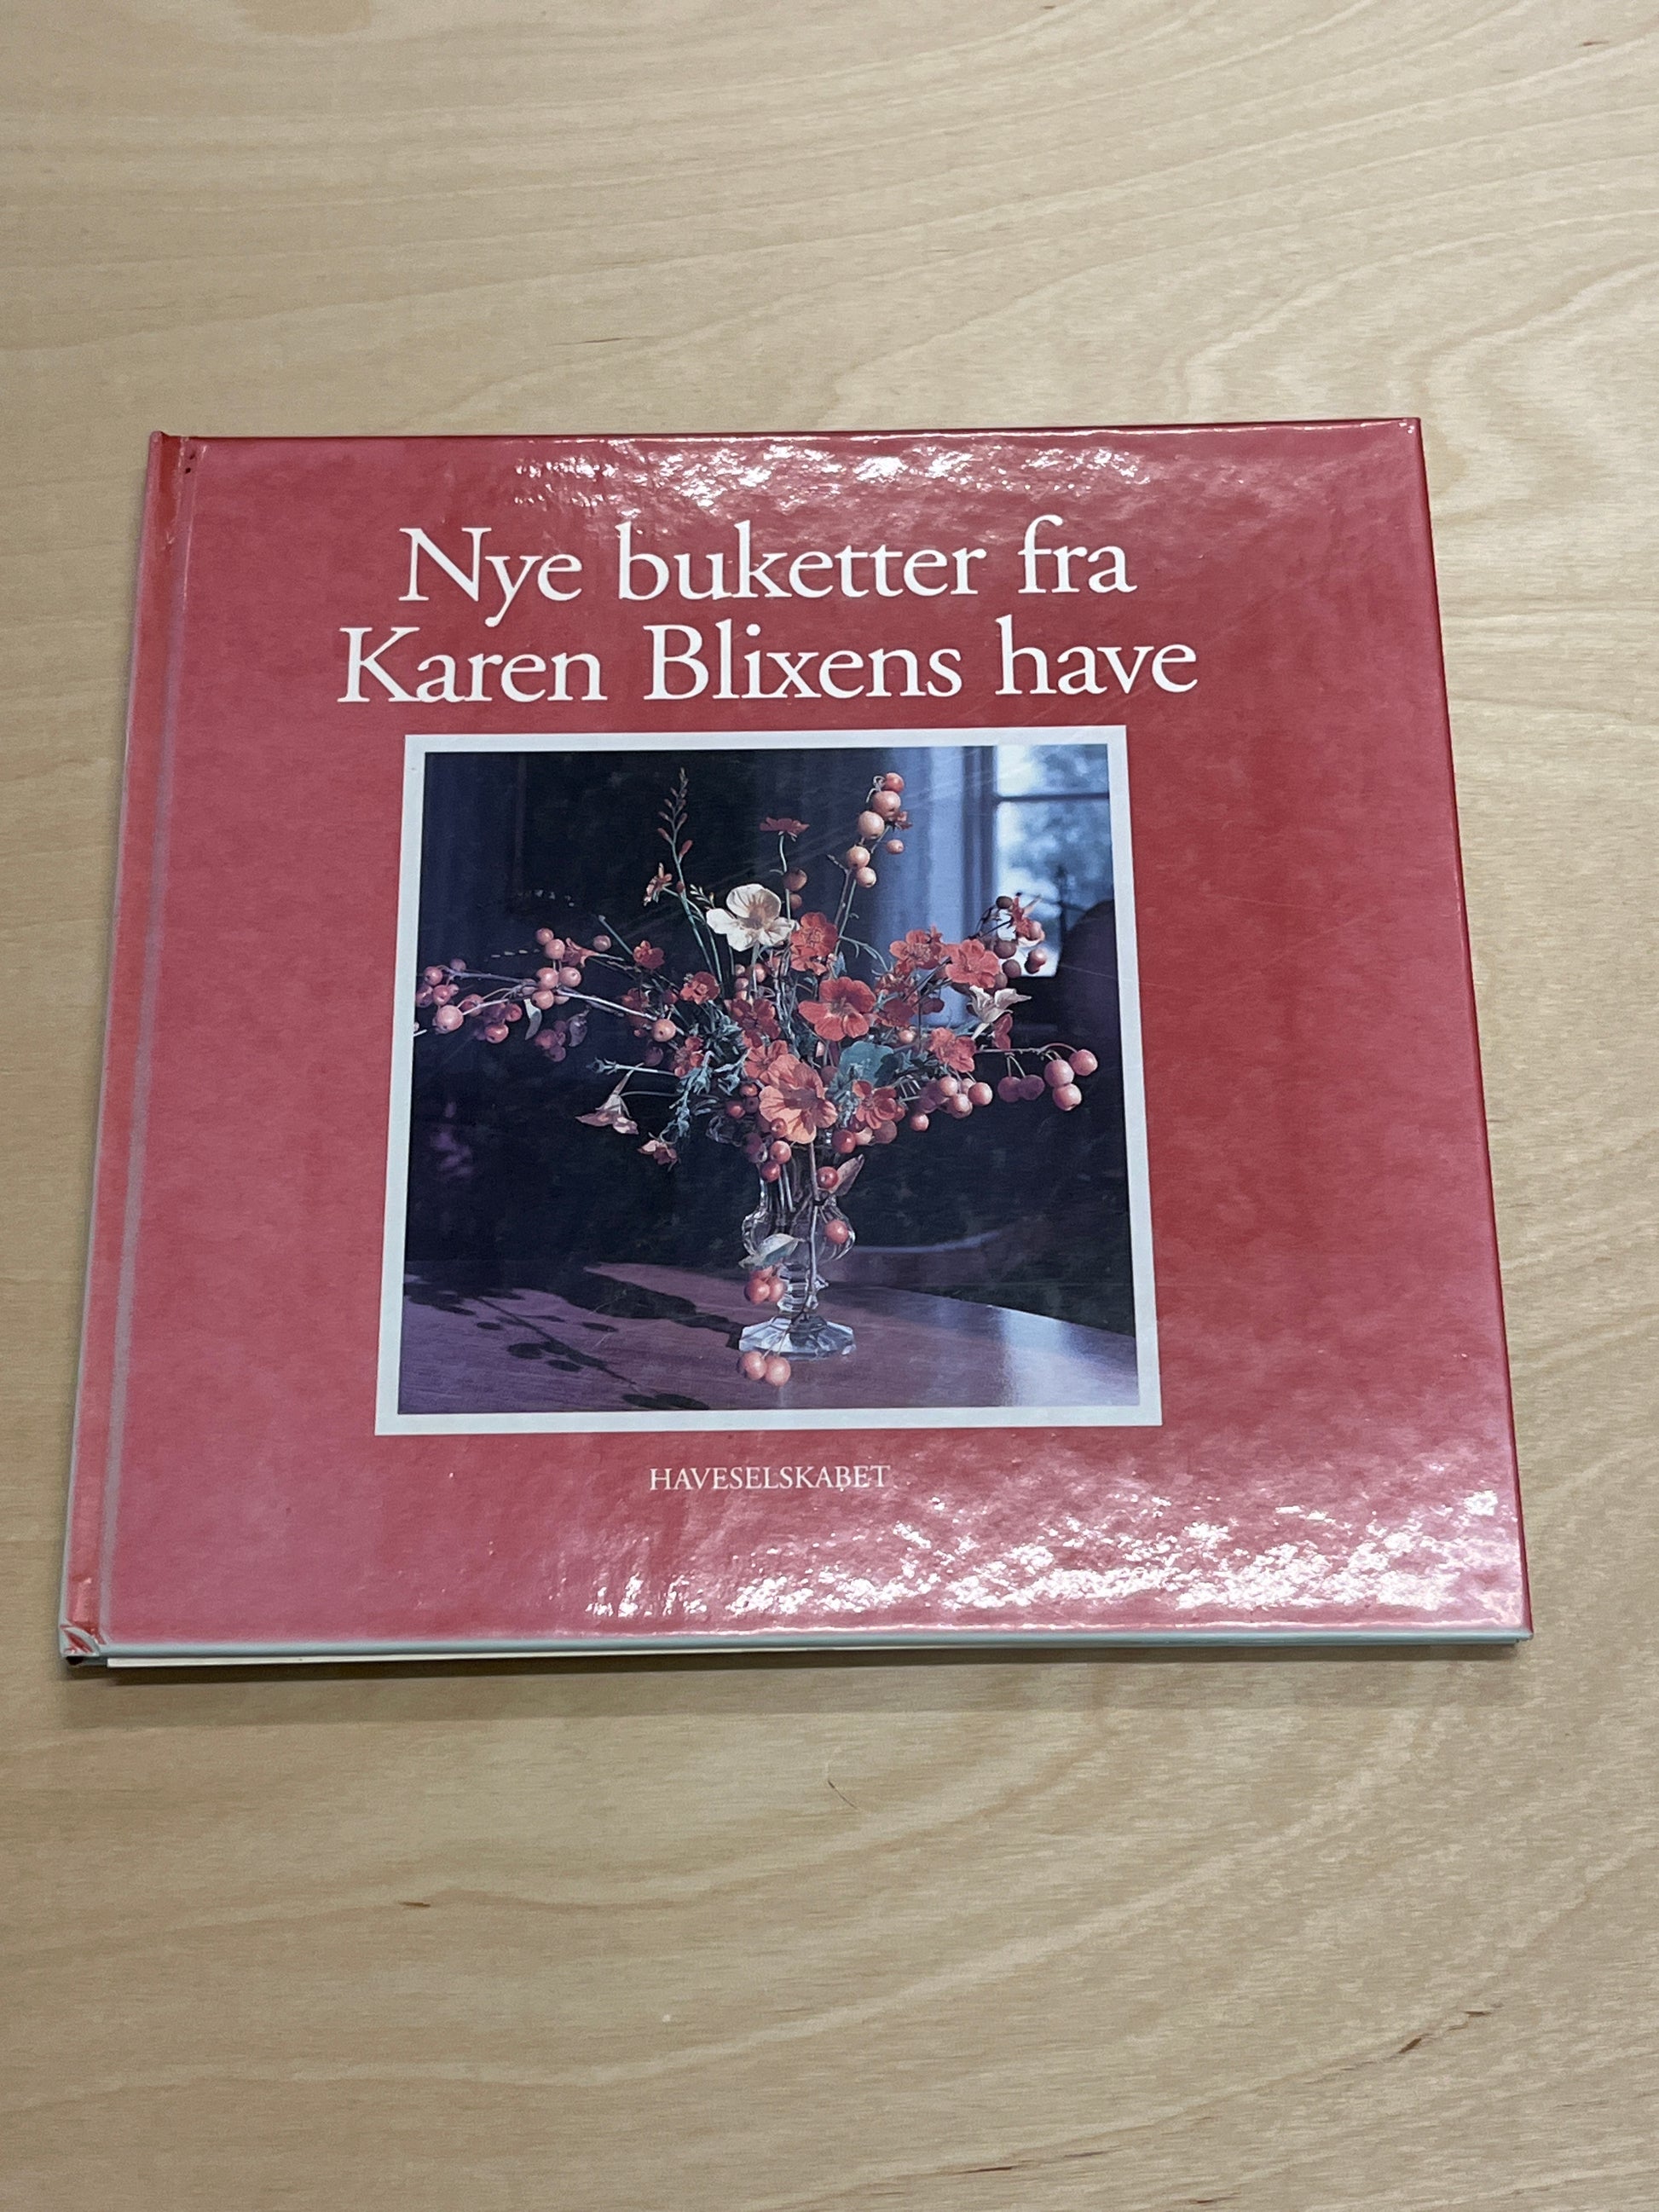 Nye buketter fra
Karen Blixens have
HAVESELSKABET